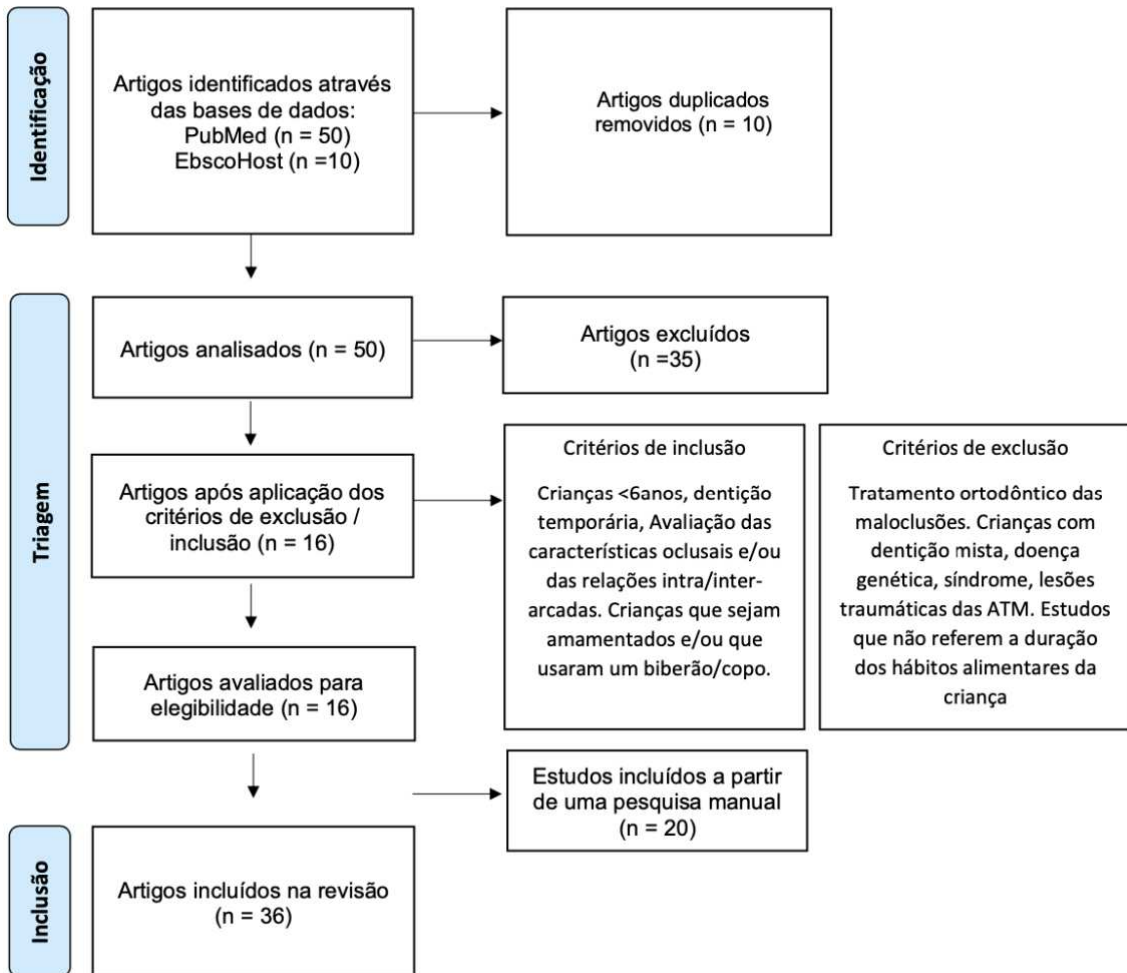 Identificação
Artigos identificados através
das bases de dados:
PubMed (n = 50)
EbscoHost (n =10)
Artigos duplicados
removidos (n = 10)
Triagem
Artigos analisados (n = 50)
Artigos excluídos
(n =35)
Artigos após aplicação dos
critérios de exclusão /
inclusão (n = 16)
Critérios de inclusão
Crianças <6anos, dentição
temporária, Avaliação das
características oclusais e/ou
das relações intra/inter-
arcadas. Crianças que sejam
amamentados e/ou que
usaram um biberão/copo.
Critérios de exclusão
Tratamento ortodôntico das
maloclusões. Crianças com
dentição mista, doença
genética, síndrome, lesões
traumáticas das ATM. Estudos
que não referem a duração
dos hábitos alimentares da
criança
Artigos avaliados para
elegibilidade (n = 16)
Estudos incluídos a partir
de uma pesquisa manual
(n = 20)
Inclusão
Artigos incluídos na revisão
(n = 36)